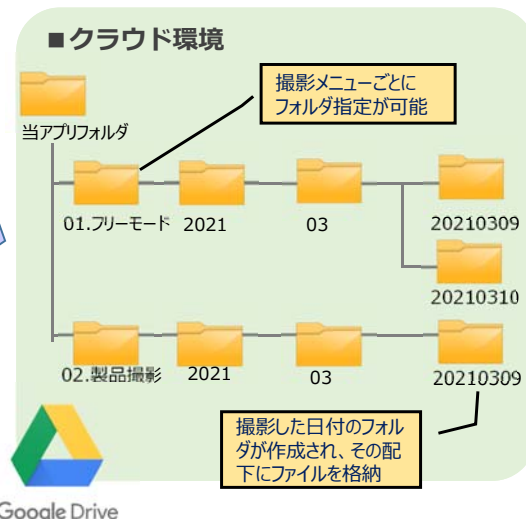 ■クラウド環境
撮影メニューごとに
フォルダ指定が可能
当アプリフォルダ
01.フリーモード 2021 03 20210309
20210310
02.製品撮影 2021 03 20210309
撮影した日付のフォル
ダが作成され、その配
下にファイルを格納
Google Drive